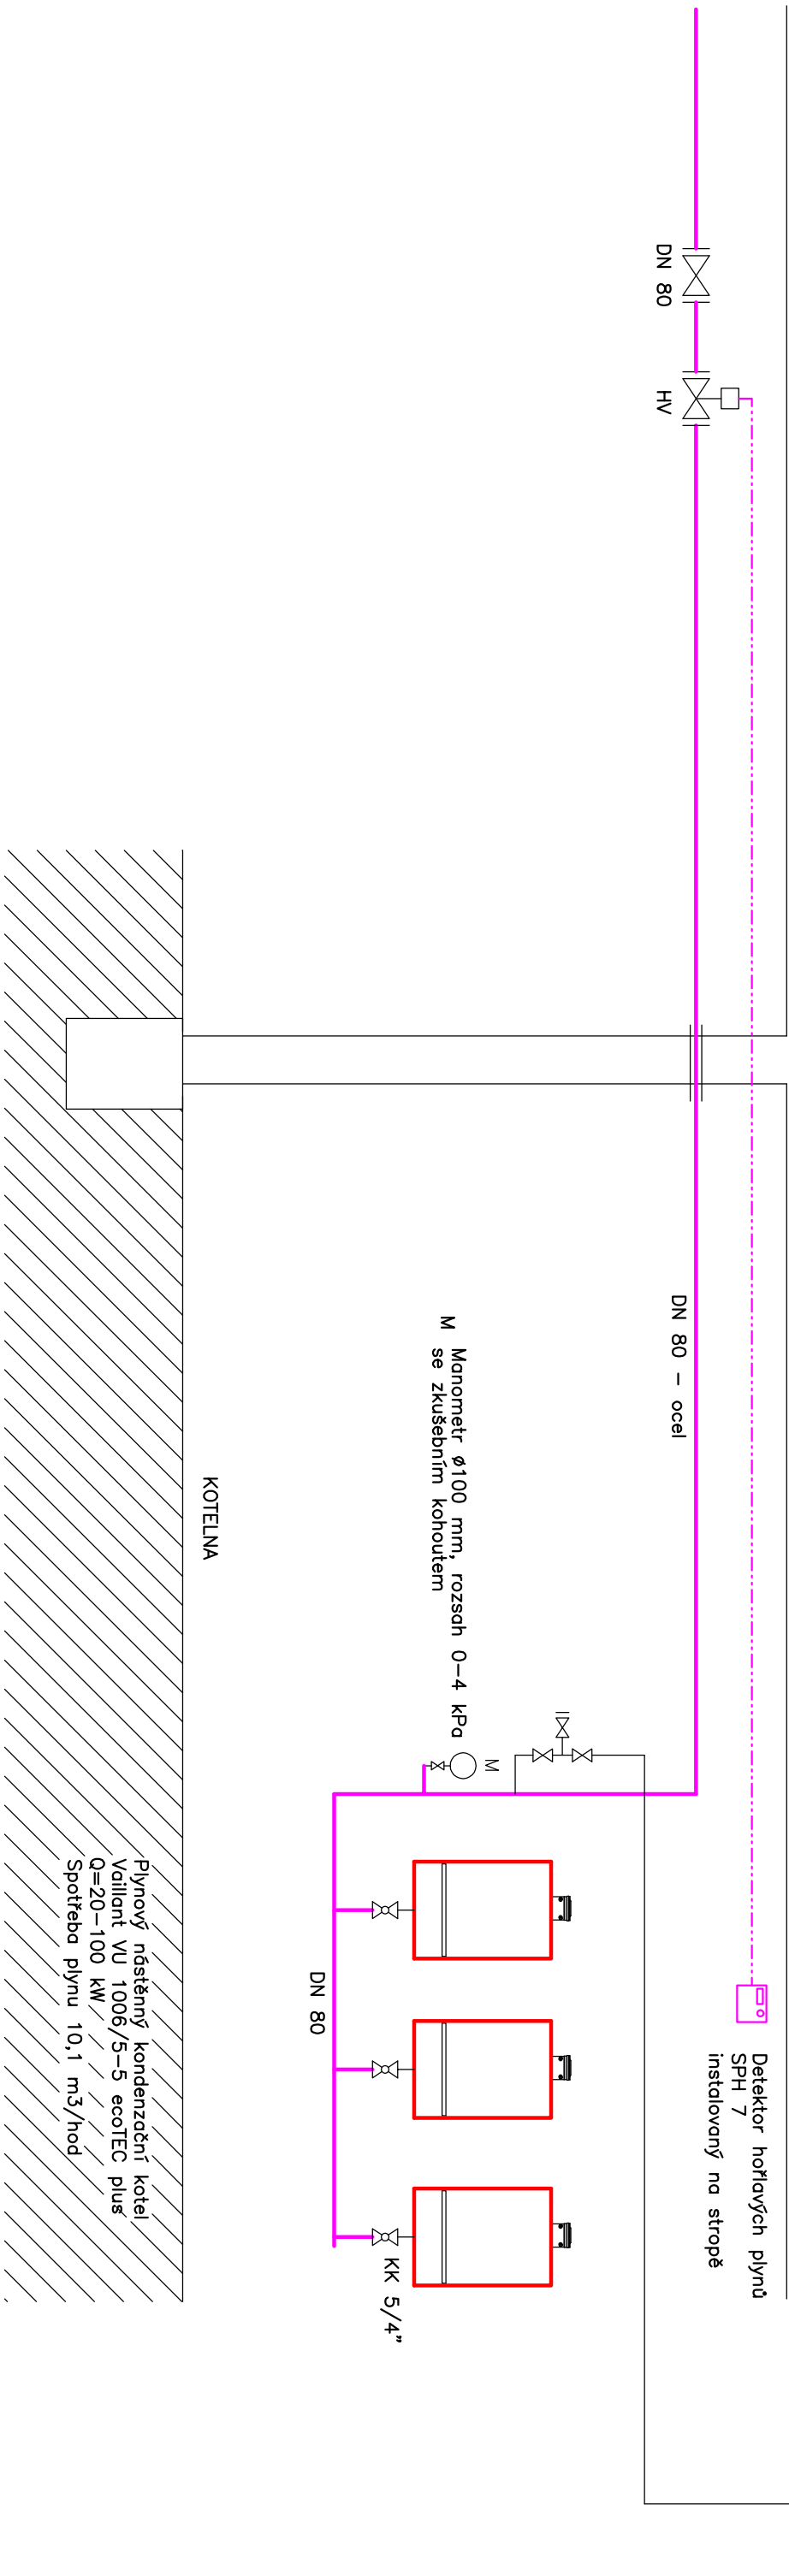 DN 80
HV
Detektor hořlavých plynů
SPH 7
instalovaný na stropě
DN 80 - ocel
M
Manometr ø100 mm, rozsah 0-4 kPa
se zkušebním kohoutem
M
KK 5/4"
DN 80
KOTELNA
Plynový nástěnný kondenzační kotel
Vaillant VU 1006/5-5 ecoTEC plus
Q=20-100 kW
Spotřeba plynu 10,1 m3/hod